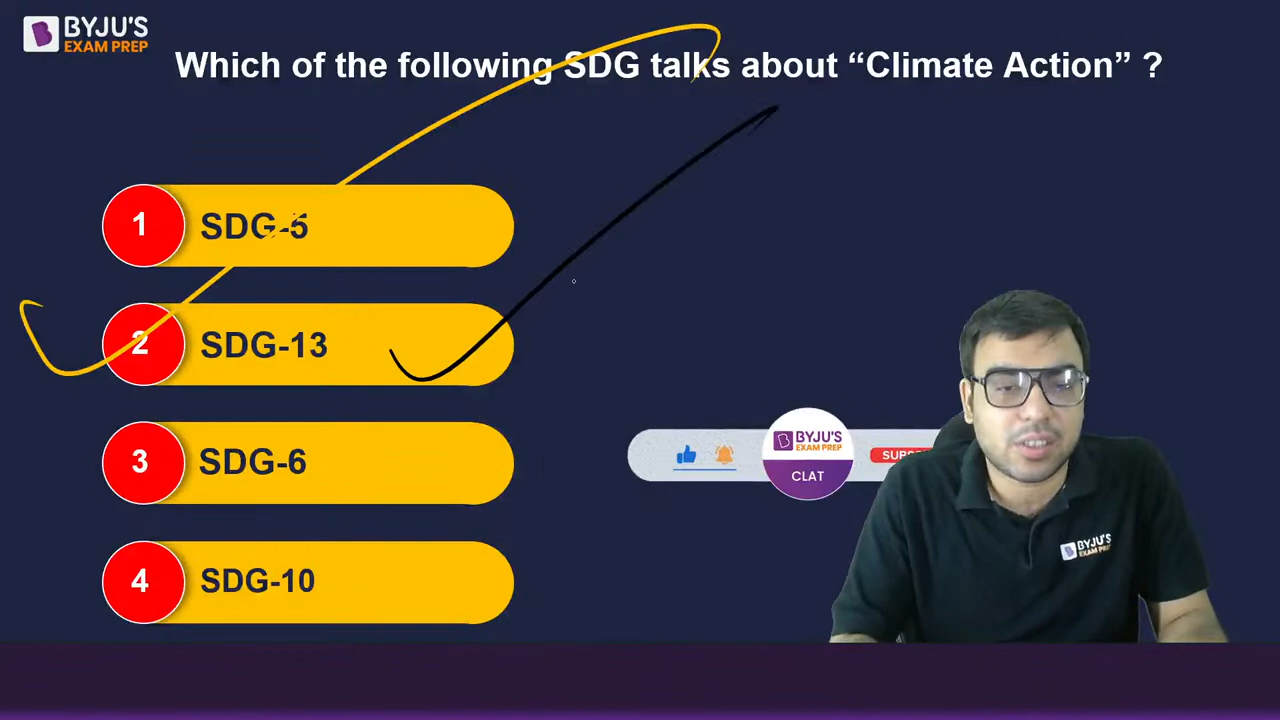 BYJU'S
EXAM PREP
Which of the following SDG talks about “Climate Action” ?
1
SDG-5
2
SDG-13
3
SDG-6
4
SDG-10
BYJU'S
EXAM PREP
CLAT
BYJU'S
EXAM PREP